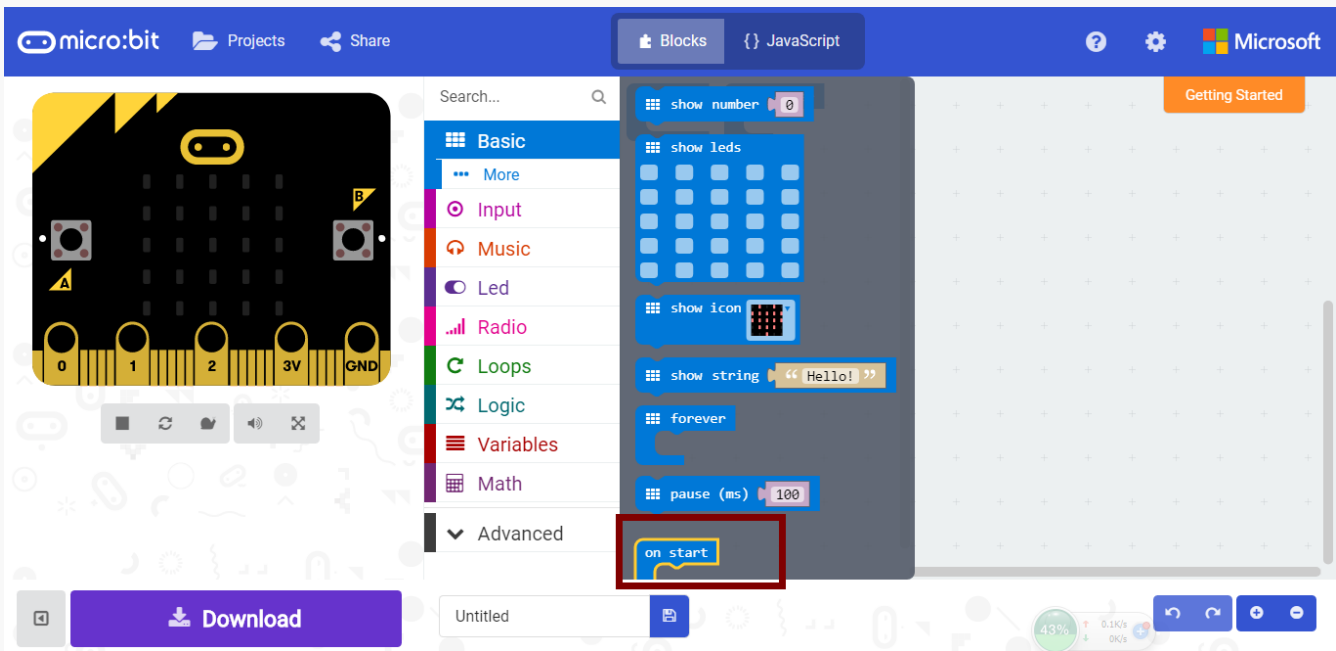 micro:bit Projects Share Blocks {} JavaScript ? Microsoft
Search...
Getting Started
Basic
More
Input
Music
Led
Radio
Loops
Logic
Variables
Math
Advanced
show number 0
show leds
show icon
show string “ Hello! ”
forever
pause (ms) 100
on start
B
A
0 1 2 3V GND
Download
Untitled
43%
0.1K/s
0K/s